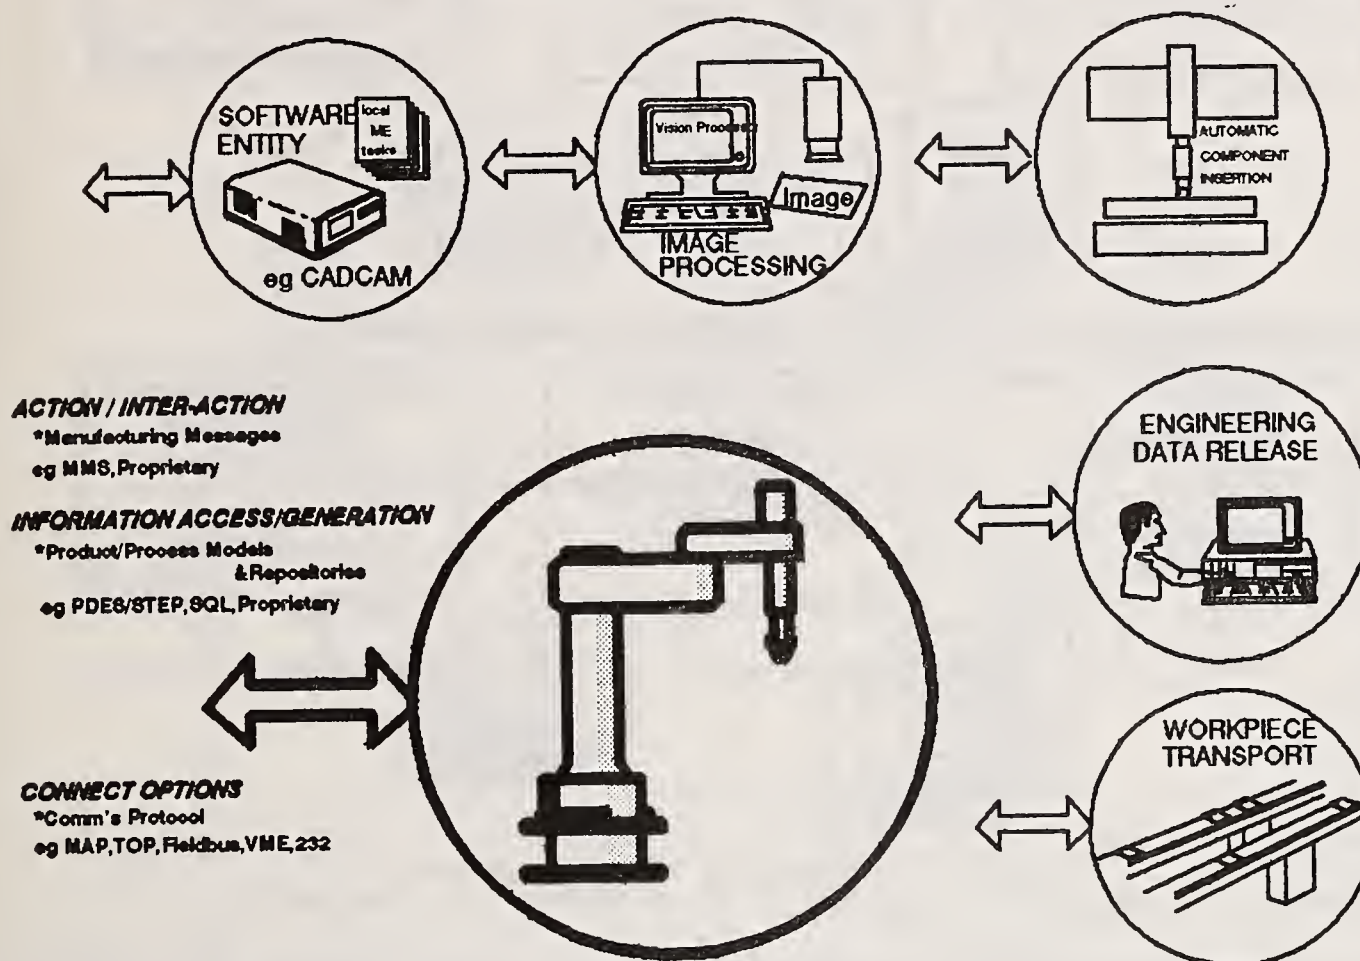 SOFTWARE
ENTITY
local
ME
tasks
eg CADCAM
Vision Processor
Image
IMAGE
PROCESSING
AUTOMATIC
COMPONENT
INSERTION
ACTION / INTER-ACTION
*Manufacturing Messages
eg MMS,Proprietary
INFORMATION ACCESS/GENERATION
*Product/Process Models
&Repositories
eg PDES/STEP,SQL,Proprietary
CONNECT OPTIONS
*Comm's Protocol
eg MAP,TOP,Fieldbus,VME,232
ENGINEERING
DATA RELEASE
WORKPIECE
TRANSPORT